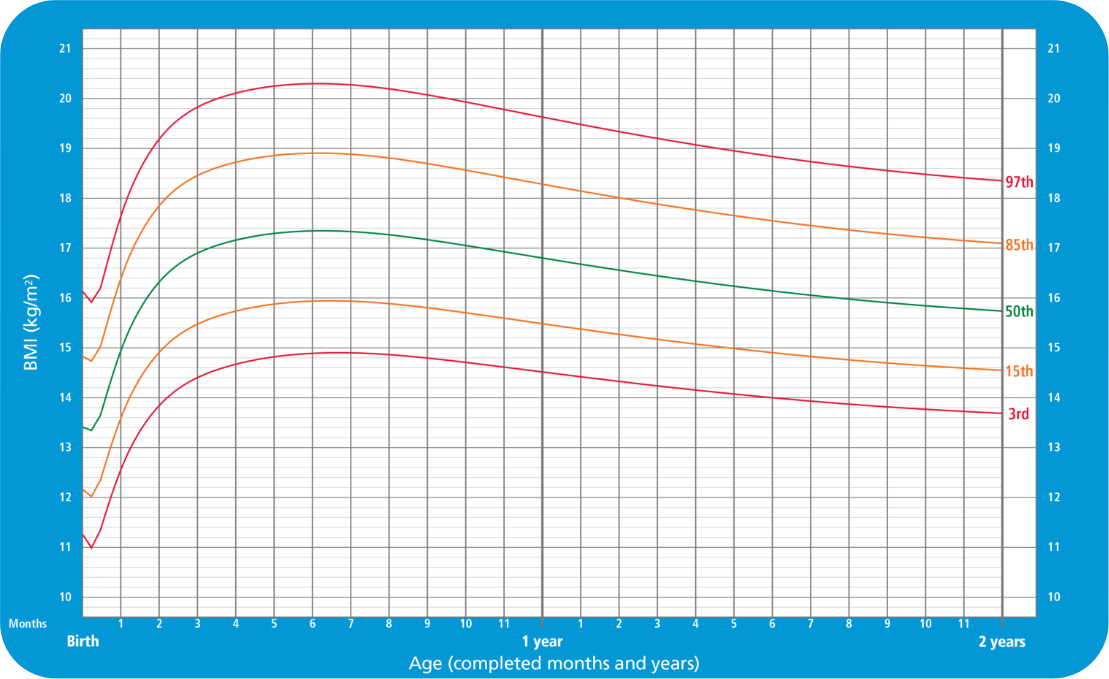 21 21
20 20
19 19
97th
18 18
85th
17 17
16 16
50th
15 15
15th
14 14
3rd
13 13
12 12
11 11
10 10
BMI (kg/m²)
Months 1 2 3 4 5 6 7 8 9 10 11 1 2 3 4 5 6 7 8 9 10 11
Birth 1 year 2 years
Age (completed months and years)